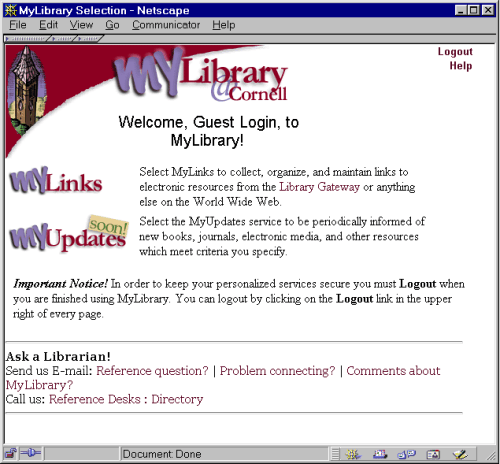 MyLibrary Selection - Netscape
File Edit View Go Communicator Help
Logout
Help
myLibrary
@Cornell
Welcome, Guest Login, to
MyLibrary!
myLinks
Select MyLinks to collect, organize, and maintain links to
electronic resources from the Library Gateway or anything
else on the World Wide Web.
soon!
myUpdates
Select the MyUpdates service to be periodically informed of
new books, journals, electronic media, and other resources
which meet criteria you specify.
Important Notice! In order to keep your personalized services secure you must Logout when
you are finished using MyLibrary. You can logout by clicking on the Logout link in the upper
right of every page.
Ask a Librarian!
Send us E-mail: Reference question? | Problem connecting? | Comments about
MyLibrary?
Call us: Reference Desks : Directory
Document: Done